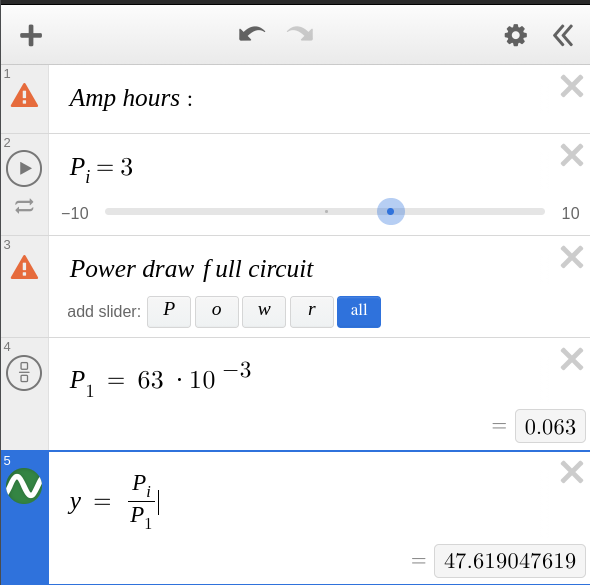 1
Amp hours :
2
P_i = 3
−10
10
3
Power draw full circuit
add slider: P o w r all
4
P_1 = 63 · 10^−3
= 0.063
5
y = P_i / P_1
= 47.619047619